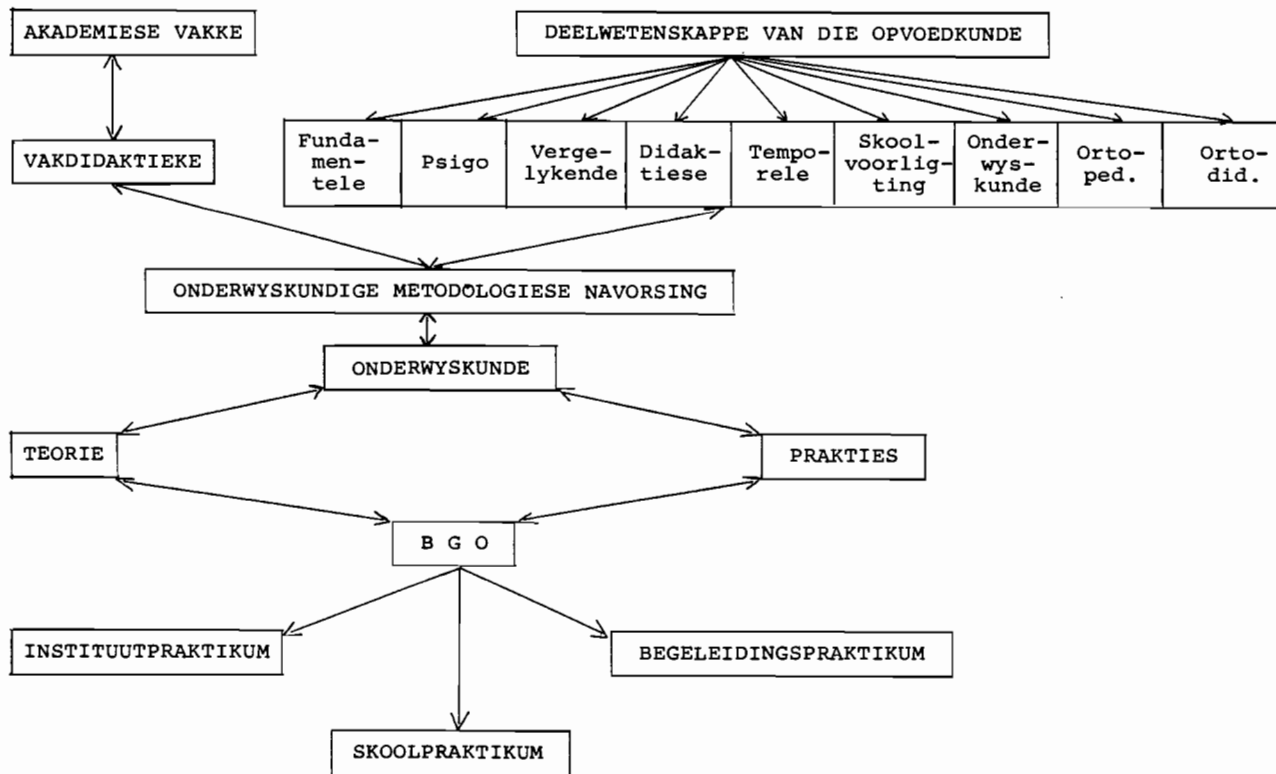 AKADEMIESE VAKKE
DEELWETENSKAPPE VAN DIE OPVOEDKUNDE
VAKDIDAKTIEKE
Funda-
men-
tele
Psigo
Verge-
lykende
Didak-
tiese
Tempo-
rele
Skool-
voorlig-
ting
Onder-
wys-
kunde
Orto-
ped.
Orto-
did.
ONDERWYSKUNDIGE METODOLOGIESE NAVORSING
ONDERWYSKUNDE
TEORIE
PRAKTIES
B G O
INSTITUUTPRAKTIKUM
BEGELEIDINGSPRAKTIKUM
SKOOLPRAKTIKUM